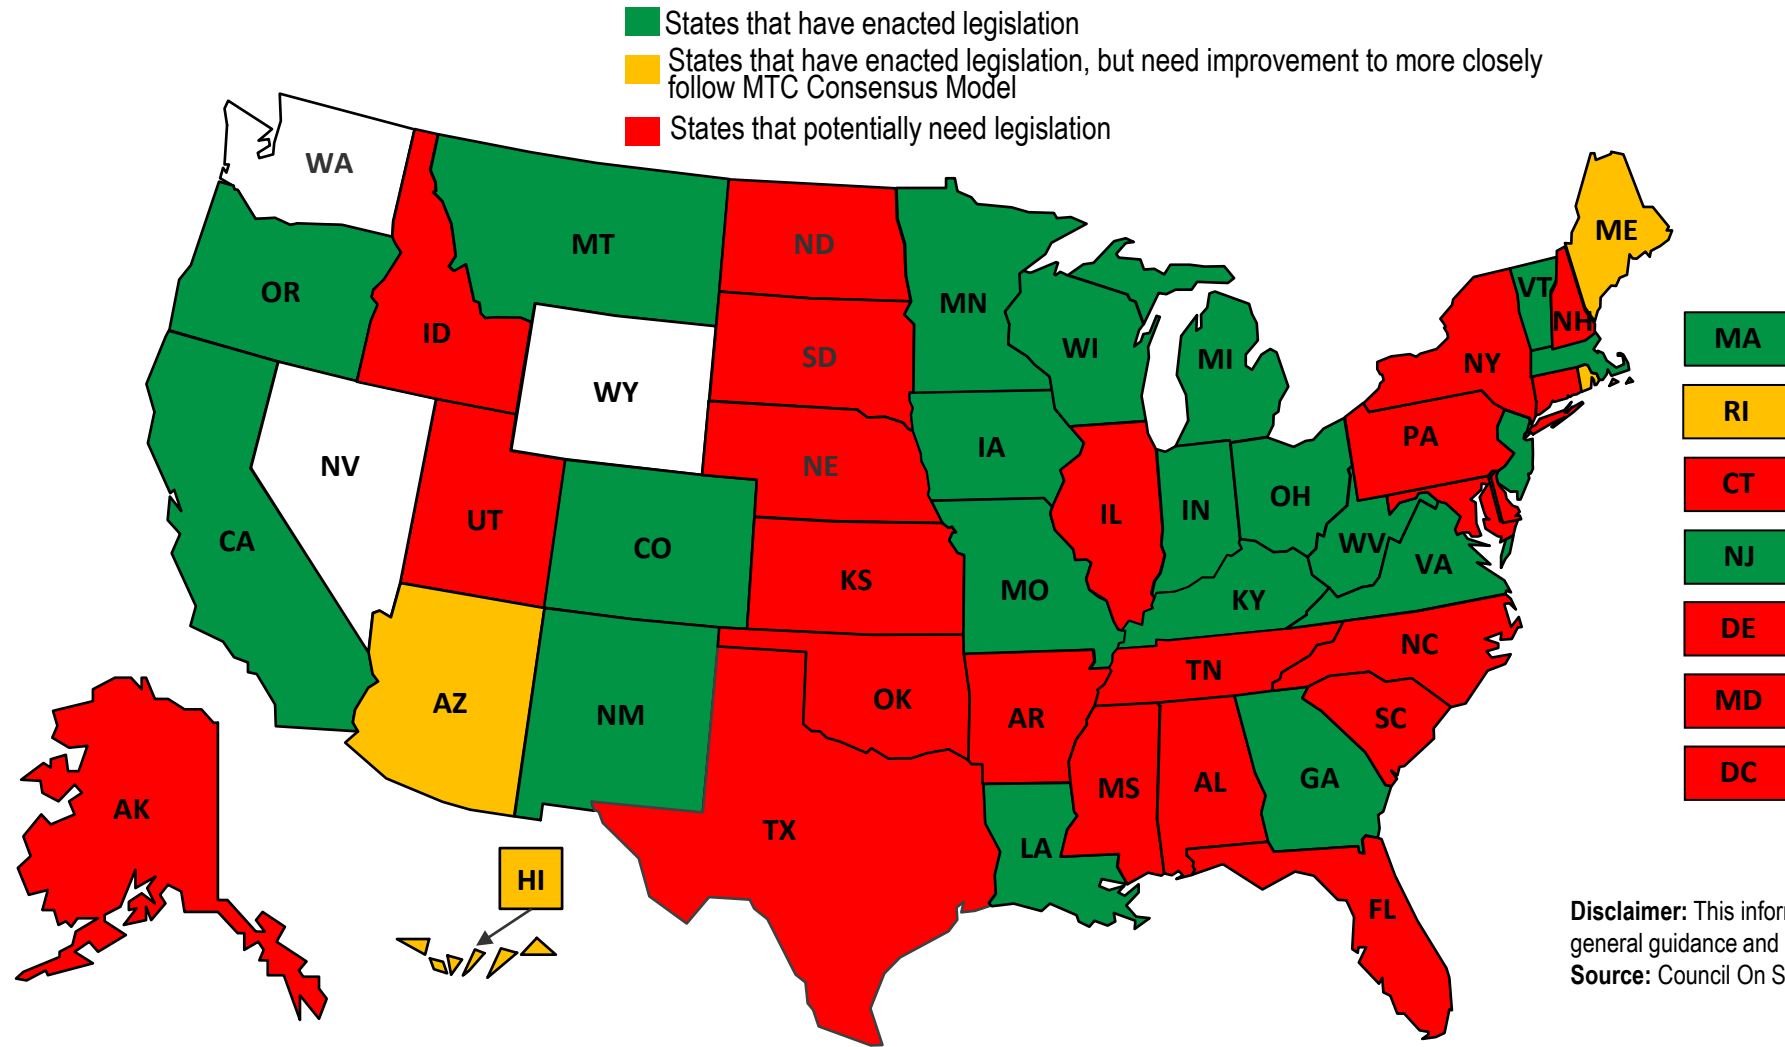 States that have enacted legislation
States that have enacted legislation, but need improvement to more closely
follow MTC Consensus Model
States that potentially need legislation
WA
MT
ND
MN
OR
ID
SD
WI
MI
VT
NH
ME
NY
MA
WY
NE
IA
PA
RI
NV
UT
CO
KS
MO
IL
IN
OH
WV
VA
CT
CA
KY
NJ
AZ
NM
OK
AR
TN
NC
DE
MD
SC
DC
TX
MS
AL
GA
LA
AK
HI
FL
Disclaimer: This infor
general guidance and
Source: Council On S